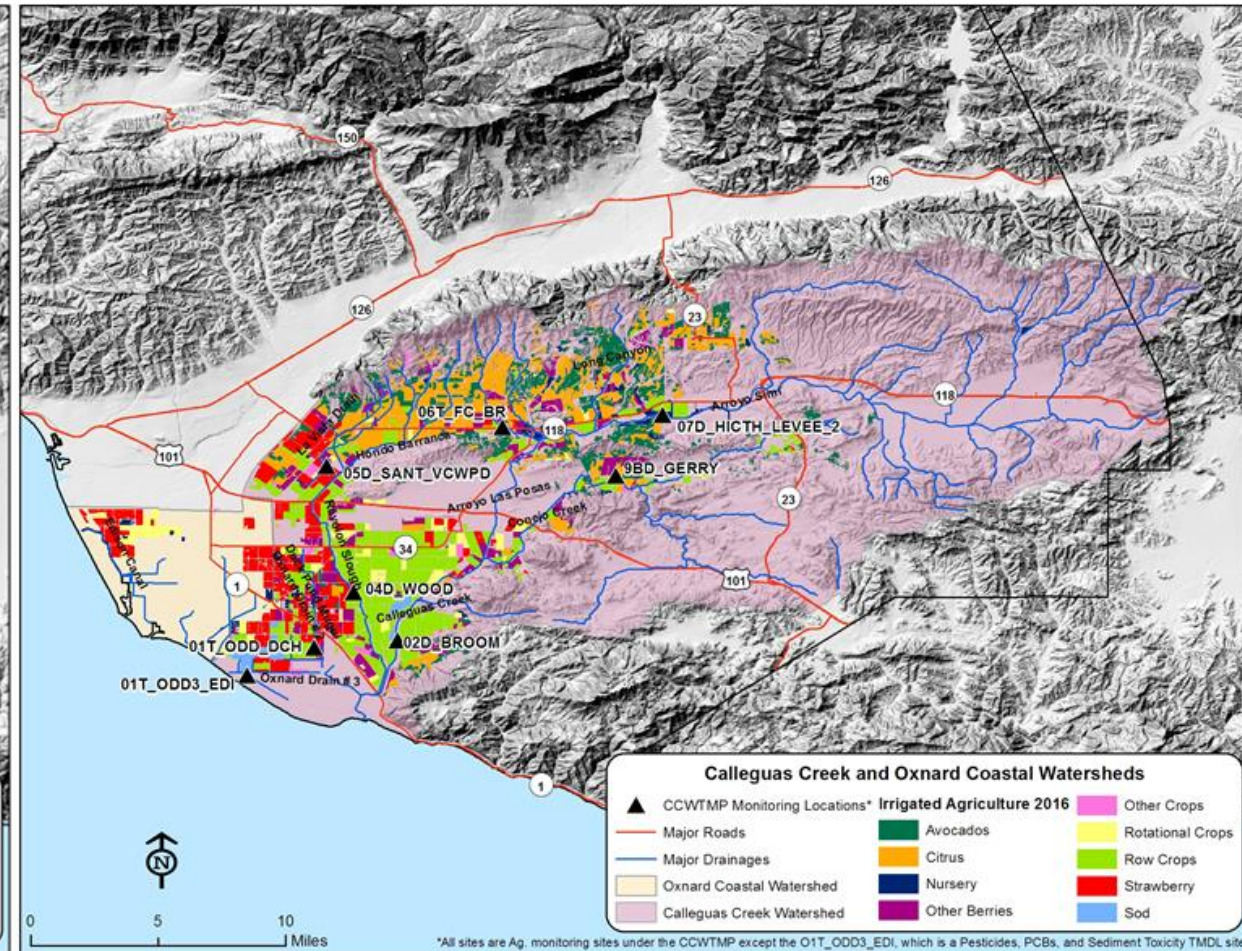 150
126
126
23
Long Canyon
118
Arroyo Simi
06T_FC_BR
118
07D_HICTH_LEVEE_2
Hondo Barranca
101
05D_SANT_VCWPD
9BD_GERRY
Arroyo Las Posas
23
Conejo Creek
Revolon Slough
34
101
1
04D_WOOD
Calleguas Creek
01T_ODD_DCH
02D_BROOM
01T_ODD3_EDI
Oxnard Drain # 3
1
N
0 5 10
Miles
Calleguas Creek and Oxnard Coastal Watersheds
CCWTMP Monitoring Locations*
Major Roads
Major Drainages
Oxnard Coastal Watershed
Calleguas Creek Watershed
Irrigated Agriculture 2016
Avocados
Citrus
Nursery
Other Berries
Other Crops
Rotational Crops
Row Crops
Strawberry
Sod
*All sites are Ag. monitoring sites under the CCWTMP except the O1T_ODD3_EDI, which is a Pesticides, PCBs, and Sediment Toxicity TMDL site